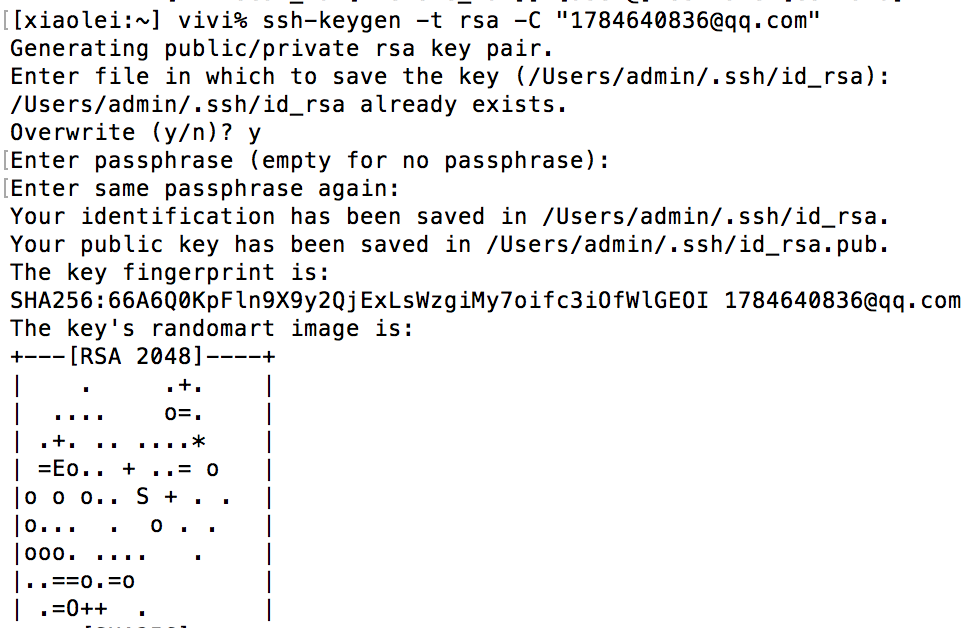 [[xiaolei:~] vivi% ssh-keygen -t rsa -C "1784640836@qq.com"
Generating public/private rsa key pair.
Enter file in which to save the key (/Users/admin/.ssh/id_rsa):
/Users/admin/.ssh/id_rsa already exists.
Overwrite (y/n)? y
[Enter passphrase (empty for no passphrase):
[Enter same passphrase again:
Your identification has been saved in /Users/admin/.ssh/id_rsa.
Your public key has been saved in /Users/admin/.ssh/id_rsa.pub.
The key fingerprint is:
SHA256:66A6Q0KpFln9X9y2QjExLsWzgiMy7oifc3iOfWlGEOI 1784640836@qq.com
The key's randomart image is:
+---[RSA 2048]----+
|    .     .+.    |
|  ....    o=.    |
| .+. .. ....*    |
| =Eo.. + ..= o   |
|o o o.. S + . .  |
|o...  .  o . .   |
|ooo. ....   .    |
|..==o.=o         |
| .=O++  .        |